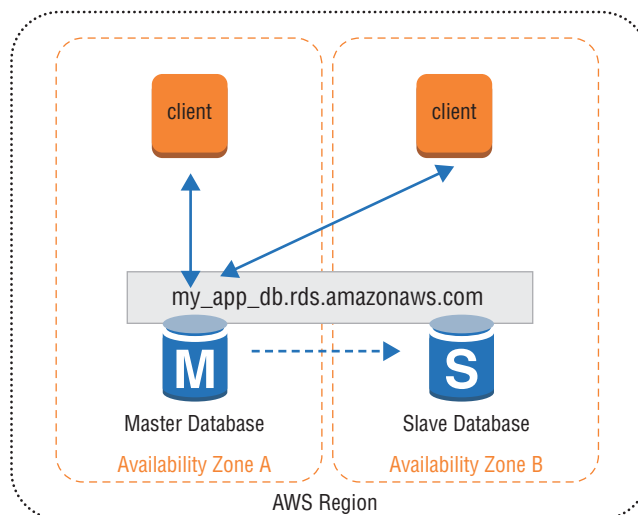 client
client
my_app_db.rds.amazonaws.com
M
S
Master Database
Slave Database
Availability Zone A
Availability Zone B
AWS Region